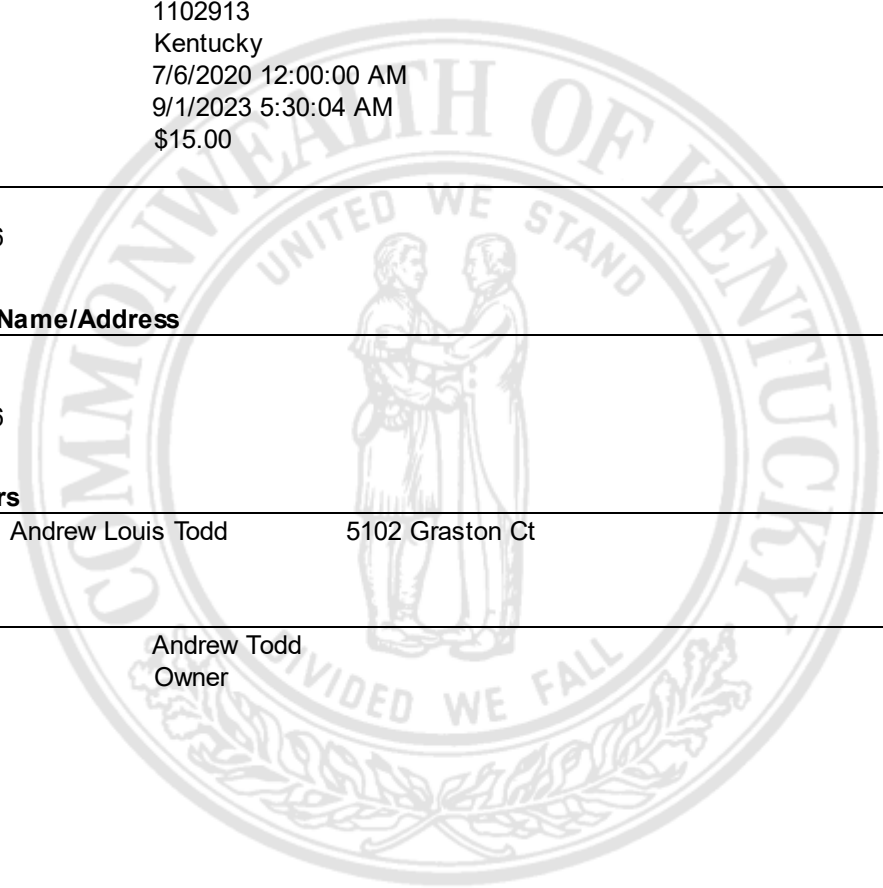 1102913
Kentucky
7/6/2020 12:00:00 AM
9/1/2023 5:30:04 AM
$15.00
COMMONWEALTH OF KENTUCKY
UNITED WE STAND
6
Name/Address
6
rs
Andrew Louis Todd 5102 Graston Ct
Andrew Todd
Owner
DIVIDED WE FALL